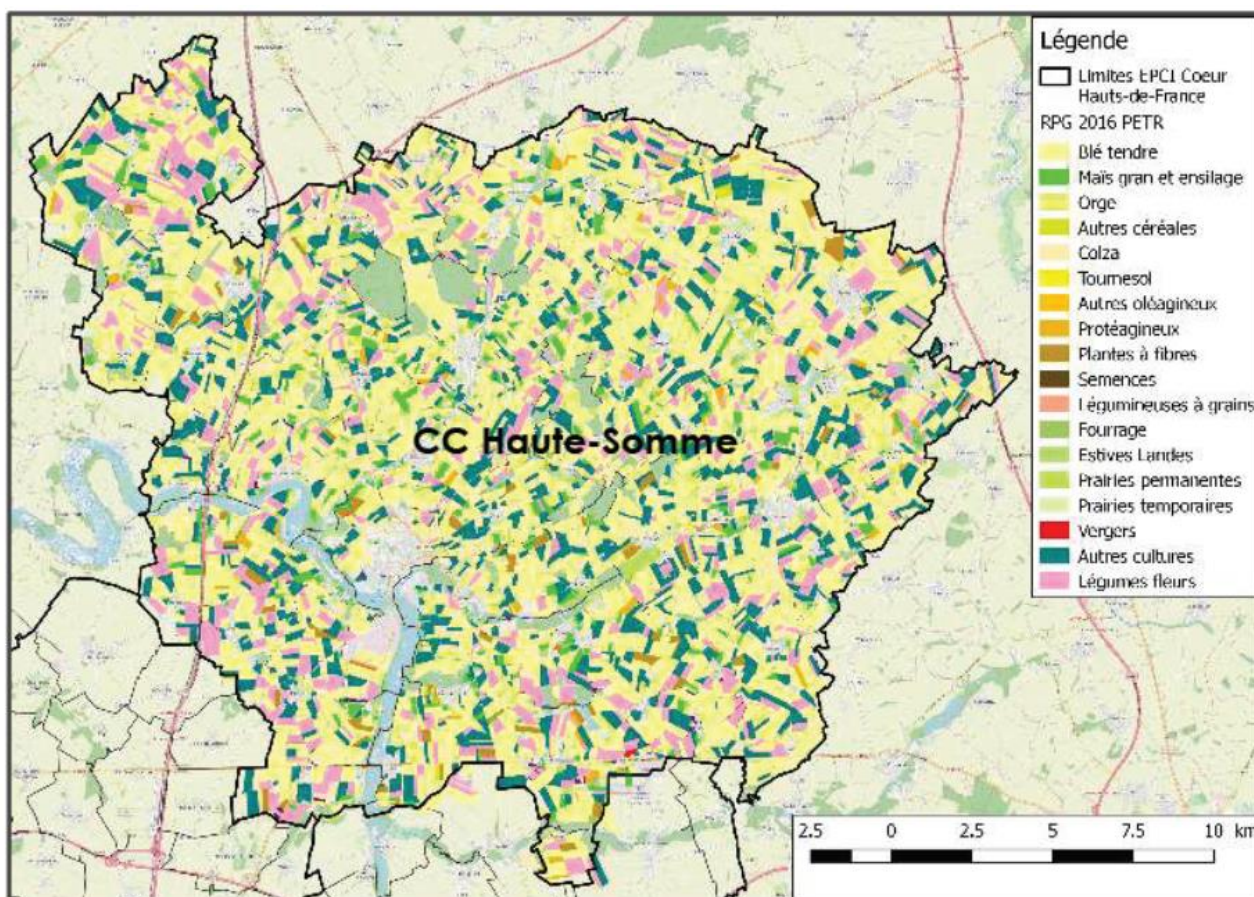 Légende
Limites EPCI Coeur
Hauts-de-France
RPG 2016 PETR
Blé tendre
Maïs gran et ensilage
Orge
Autres céréales
Colza
Tournesol
Autres oléagineux
Protéagineux
Plantes à fibres
Semences
Légumineuses à grains
Fourrage
Estives Landes
Prairies permanentes
Prairies temporaires
Vergers
Autres cultures
Légumes fleurs
CC Haute-Somme
2.5 0 2.5 5 7.5 10 km